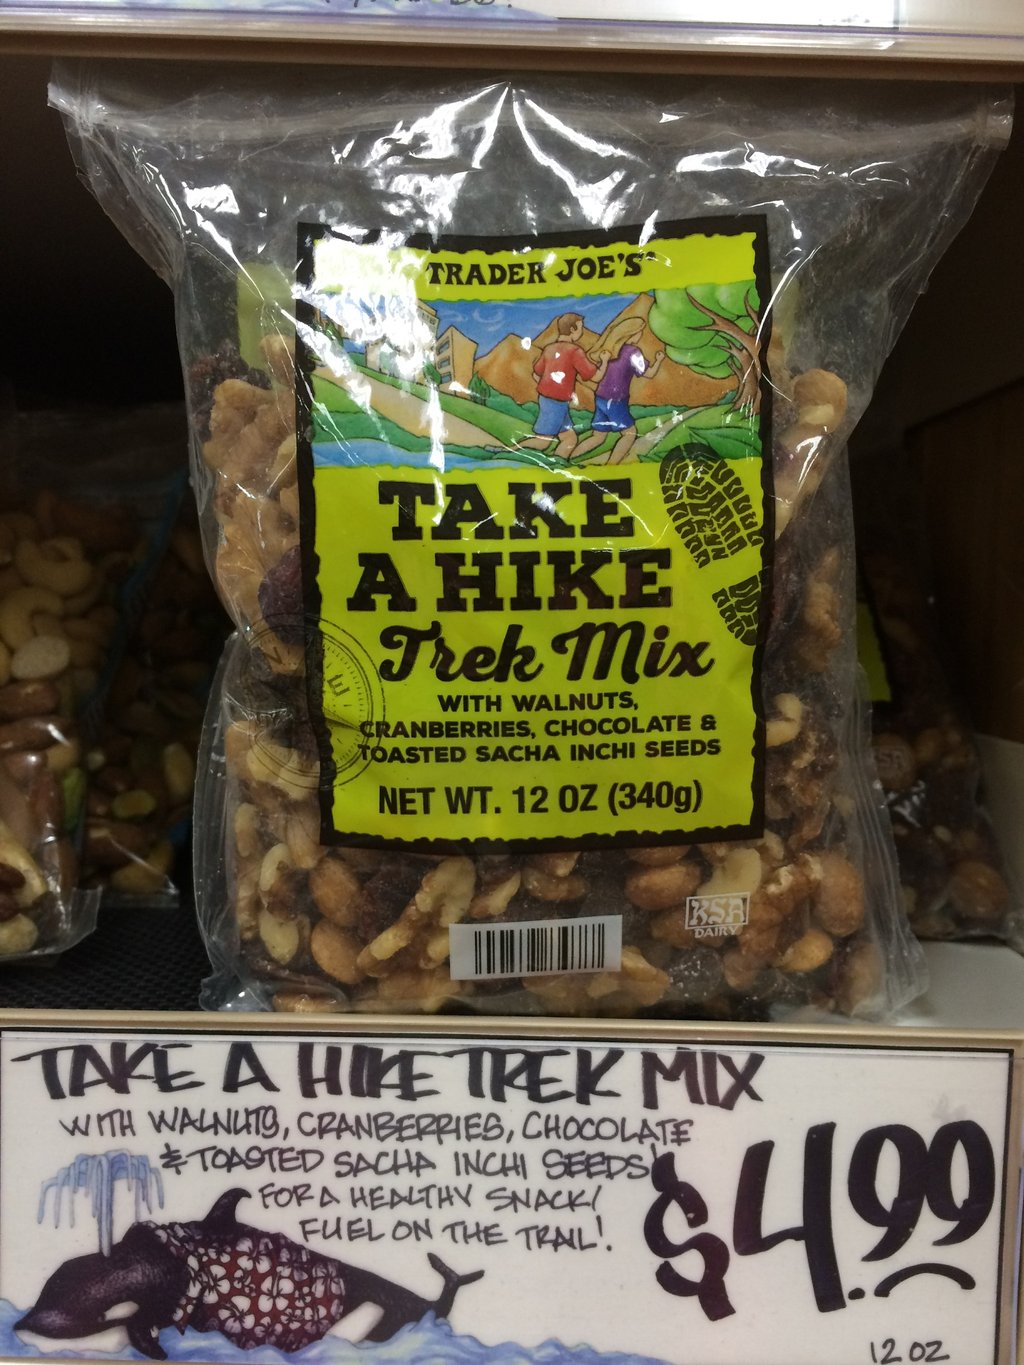 TRADER JOE'S
TAKE
A HIKE
Trek Mix
WITH WALNUTS,
CRANBERRIES, CHOCOLATE &
TOASTED SACHA INCHI SEEDS
NET WT. 12 OZ (340g)
KSA
DAIRY
TAKE A HIKE TREK MIX
WITH WALNUTS, CRANBERRIES, CHOCOLATE
& TOASTED SACHA INCHI SEEDS
FOR A HEALTHY SNACK/
FUEL ON THE TRAIL!
$4.99
12 OZ